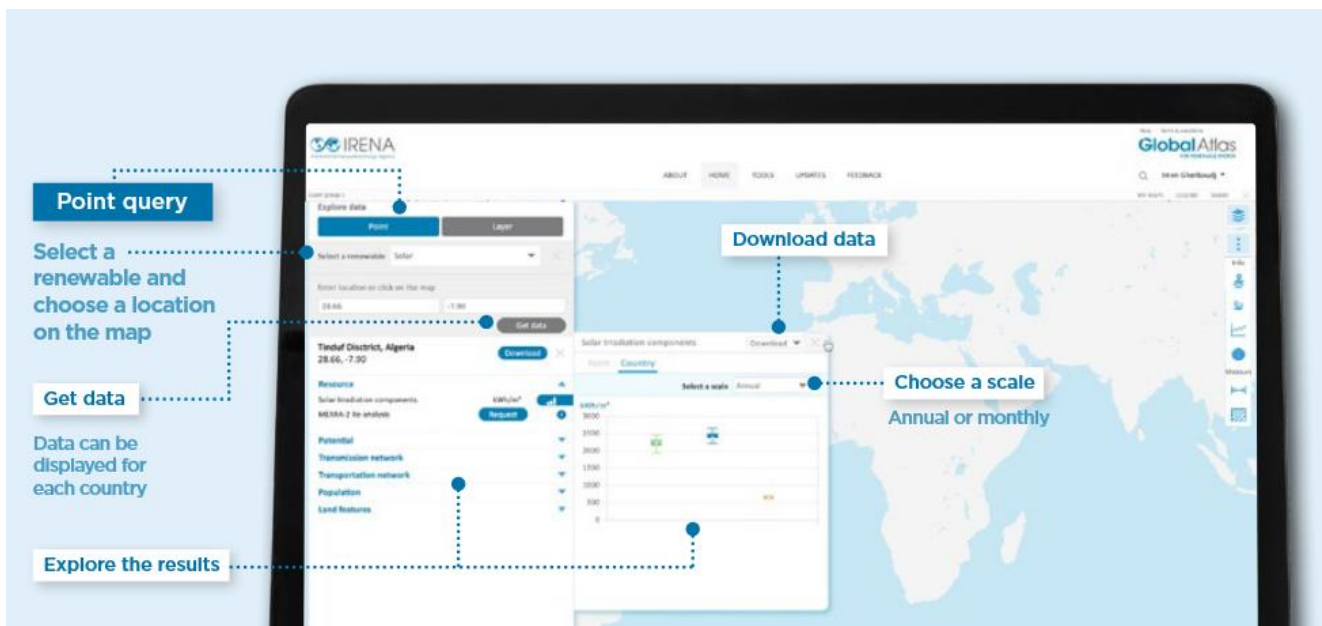 IRENA
Global Atlas
ABOUT HOME TOOLS UPDATES FEEDBACK
Point query
Explore data
Point Layer
Select a
renewable and
choose a location
on the map
Select a renewable Solar
Enter location or click on the map
28.66 -7.90
Get data
Tinduf Disctrict, Algeria
28.66, -7.90
Download
Resource
Solar Irradiation components kWh/m²
MERRA-2 Re-analysis Request
Potential
Transmission network
Transportation network
Population
Land features
Get data
Data can be
displayed for
each country
Explore the results
Download data
Solar Irradiation components Download
Point Country
Select a scale Annual
kWh/m²
3000
2500
2000
1500
1000
500
0
Choose a scale
Annual or monthly
Info
Measure